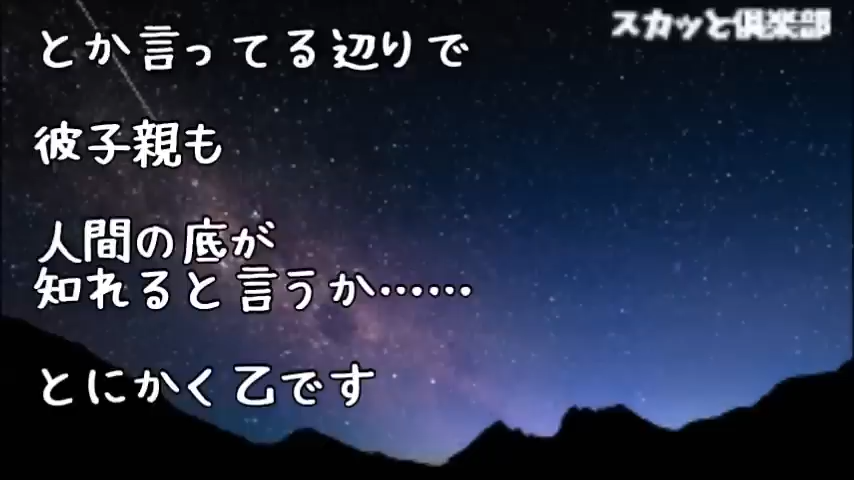 スカッと倶楽部
とか言ってる辺りで
彼子親も
人間の底が
知れると言うか……
とにかく乙です